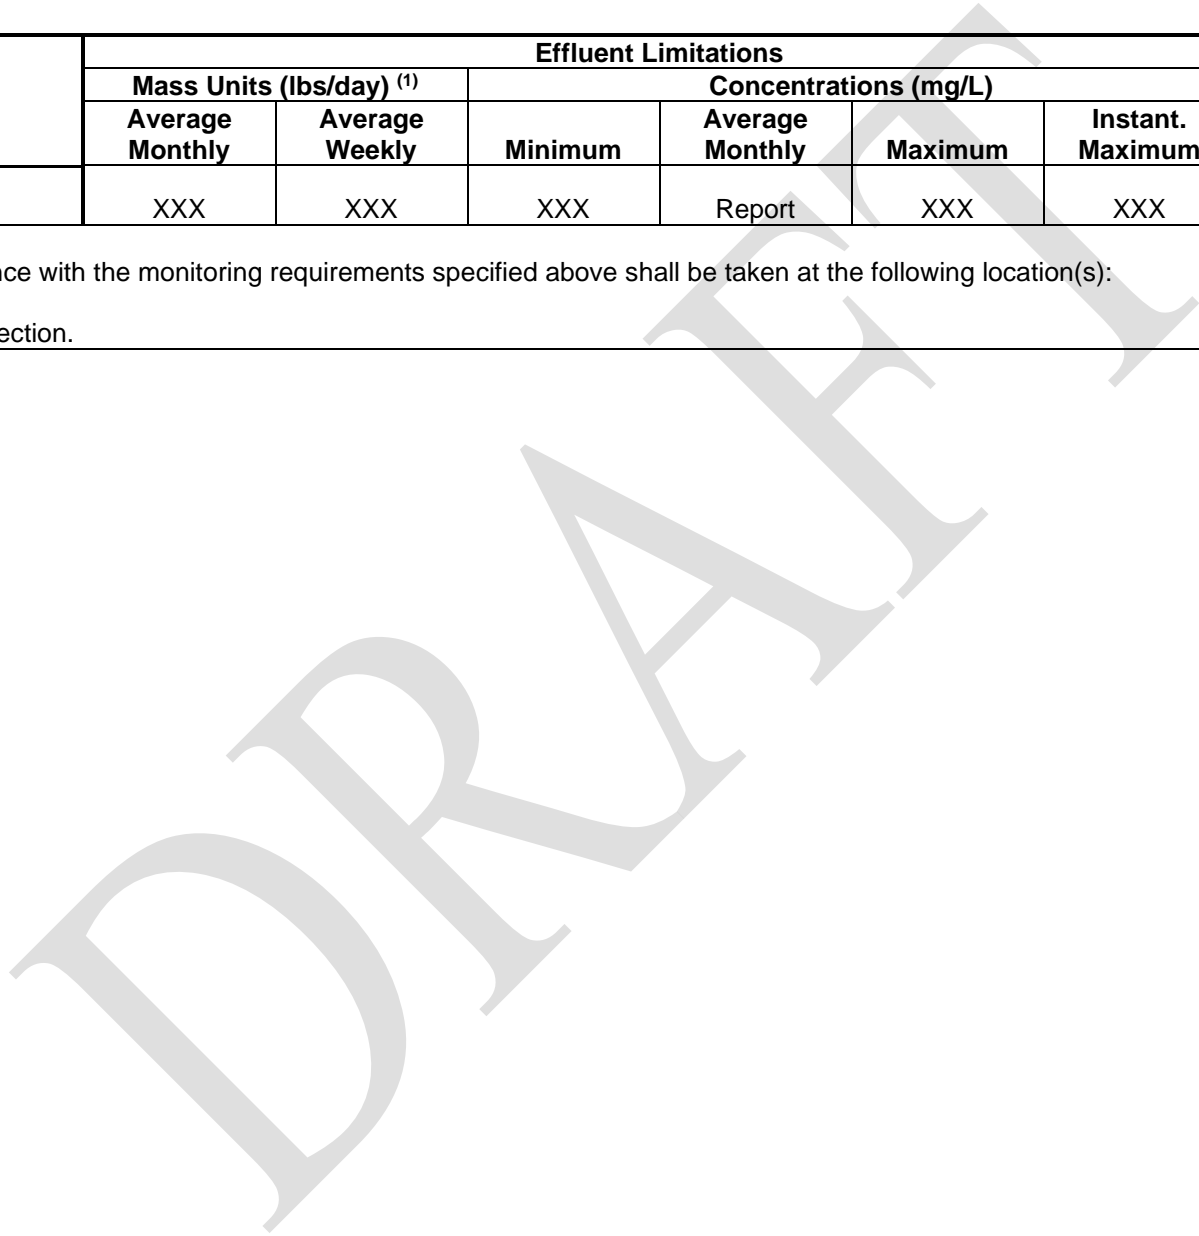 Effluent Limitations
Mass Units (lbs/day) (1) Concentrations (mg/L)
Average Average Average Instant.
Monthly Weekly Minimum Monthly Maximum Maximum
XXX XXX XXX Report XXX XXX
with the monitoring requirements specified above shall be taken at the following location(s):
DRAFT